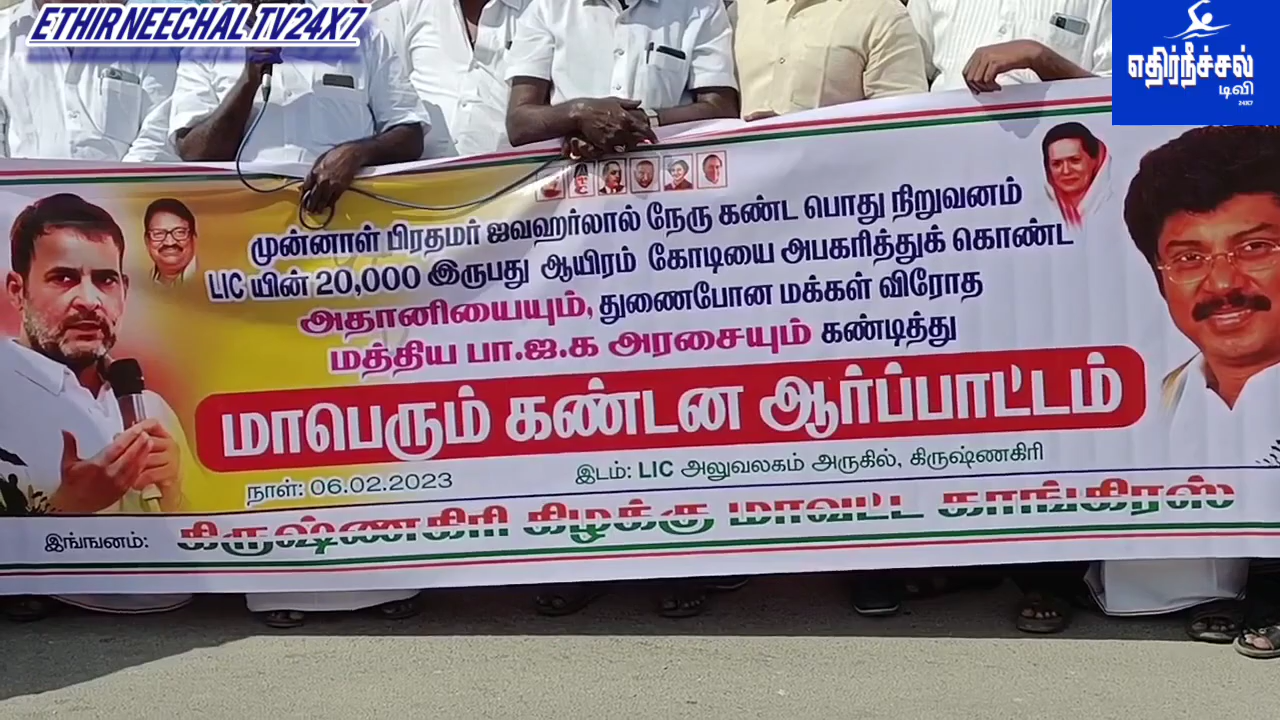 ETHIRNEECHAL TV24X7
எதிர்நீச்சல்
டிவி
24X7
முன்னாள் பிரதமர் ஜவஹர்லால் நேரு கண்ட பொது நிறுவனம்
LIC யின் 20,000 இருபது ஆயிரம் கோடியை அபகரித்துக் கொண்ட
அதானியையும், துணைபோன மக்கள் விரோத
மத்திய பா.ஜ.க அரசையும் கண்டித்து
மாபெரும் கண்டன ஆர்ப்பாட்டம்
நாள்: 06.02.2023
இடம்: LIC அலுவலகம் அருகில், கிருஷ்ணகிரி
இங்ஙனம்: கிருஷ்ணகிரி கிழக்கு மாவட்ட காங்கிரஸ்